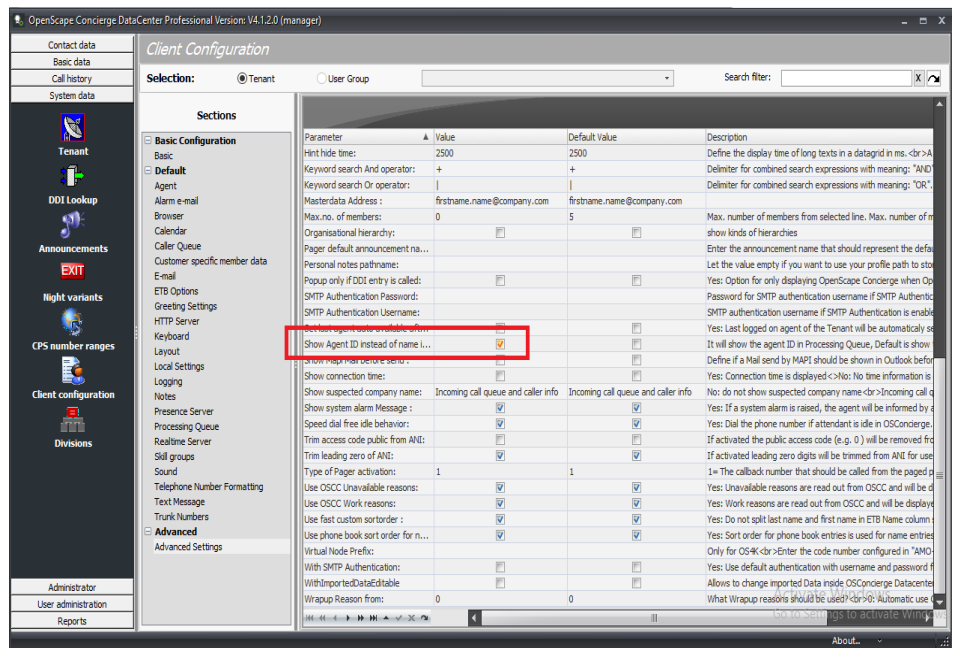 OpenScape Concierge DataCenter Professional Version: V4.1.2.0 (manager)
Contact data
Basic data
Call history
System data
Tenant
DDI Lookup
Announcements
EXIT
Night variants
CPS number ranges
Client configuration
Divisions
Administrator
User administration
Reports
Client Configuration
Selection: Tenant User Group Search filter: X
Sections
Basic Configuration
Basic
Default
Agent
Alarm e-mail
Browser
Calendar
Caller Queue
Customer specific member data
E-mail
ETB Options
Greeting Settings
HTTP Server
Keyboard
Layout
Local Settings
Logging
Notes
Presence Server
Processing Queue
Realtime Server
Skill groups
Sound
Telephone Number Formatting
Text Message
Trunk Numbers
Advanced
Advanced Settings
Parameter Value Default Value Description
Hint hide time: 2500 2500 Define the display time of long texts in a datagrid in ms.<br>A
Keyword search And operator: + + Delimiter for combined search expressions with meaning: "AND"
Keyword search Or operator: | | Delimiter for combined search expressions with meaning: "OR".
Masterdata Address : firstname.name@company.com firstname.name@company.com
Max.no. of members: 0 5 Max. number of members from selected line. Max. number of m
Organisational hierarchy: show kinds of hierarchies
Pager default announcement na... Enter the announcement name that should represent the defau
Personal notes pathname: Let the value empty if you want to use your profile path to stor
Popup only if DDI entry is called: Yes: Option for only displaying OpenScape Concierge when Op
SMTP Authentication Password: Password for SMTP authentication username if SMTP Authentic
SMTP Authentication Username: SMTP authentication username if SMTP Authentication is enable
Set last agent auto available aft... Yes: Last logged on agent of the Tenant will be automaticaly se
Show Agent ID instead of name i... It will show the agent ID in Processing Queue, Default is show
Show MapiMail before send : Define if a Mail send by MAPI should be shown in Outlook befor
Show connection time: Yes: Connection time is displayed<>No: No time information is
Show suspected company name: Incoming call queue and caller info Incoming call queue and caller info No: do not show suspected company name<br>Incoming call q
Show system alarm Message : Yes: If a system alarm is raised, the agent will be informed by a
Speed dial free idle behavior: Yes: Dial the phone number if attendant is idle in OSConcierge.
Trim access code public from ANI: If activated the public access code (e.g. 0 ) will be removed fro
Trim leading zero of ANI: If activated leading zero digits will be trimmed from ANI for use
Type of Pager activation: 1 1 1= The callback number that should be called from the paged p
Use OSCC Unavailable reasons: Yes: Unavailable reasons are read out from OSCC and will be d
Use OSCC Work reasons: Yes: Work reasons are read out from OSCC and will be displaye
Use fast custom sortorder : Yes: Do not split last name and first name in ETB Name column
Use phone book sort order for n... Yes: Sort order for phone book entries is used for name entries
Virtual Node Prefix: Only for OS4K<br>Enter the code number configured in "AMO-
With SMTP Authentication: Yes: Use default authentication with username and password f
WithImportedDataEditable Allows to change imported Data inside OSConcierge Datacenter
Wrapup Reason from: 0 0 What Wrapup reasons should be used?<br>0: Automatic use
Activate Windows
Go to Settings to activate Windows
About..